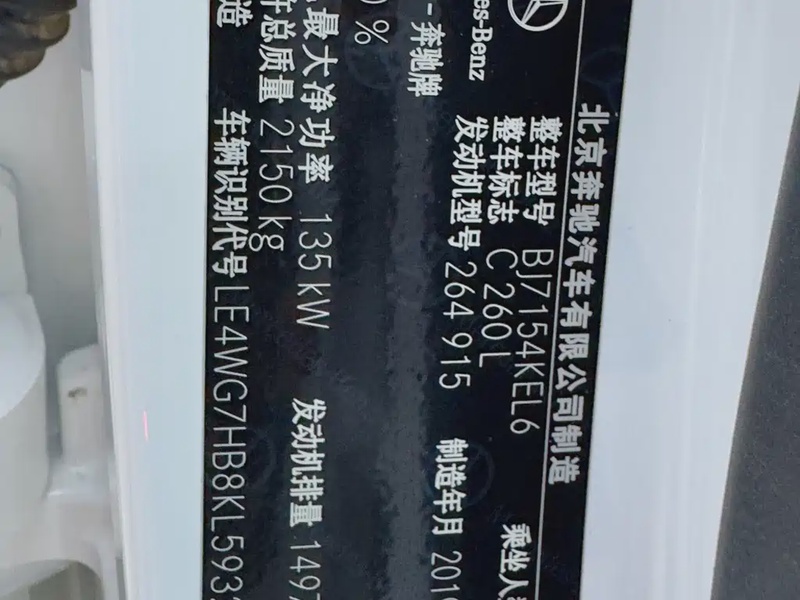 北京奔驰汽车有限公司制造
整车型号 BJ7154KEL6 乘坐人
整车标志 C 260 L
发动机型号 264 915 制造年月 201
-Benz
- 奔驰牌
%
最大净功率 135 kW 发动机排量 149
总质量 2150 kg
造 车辆识别代号 LE4WG7HB8KL593